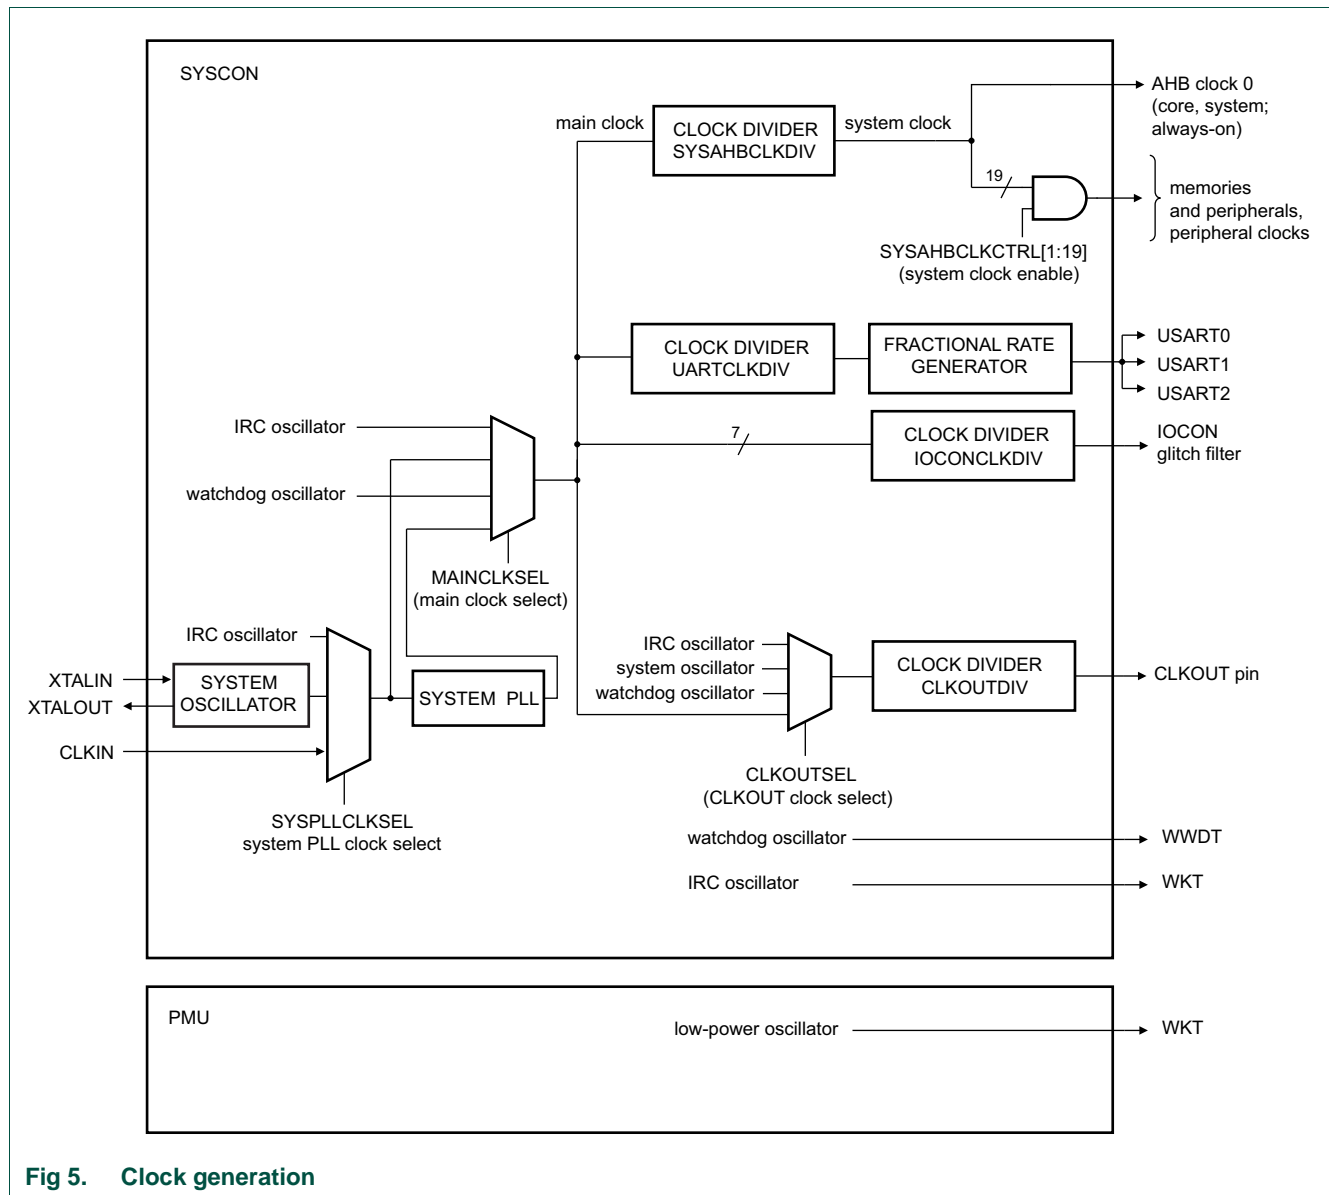 SYSCON
AHB clock 0
(core, system;
always-on)
main clock
CLOCK DIVIDER
SYSAHBCLKDIV
system clock
19
memories
and peripherals,
peripheral clocks
SYSAHBCLKCTRL[1:19]
(system clock enable)
CLOCK DIVIDER
UARTCLKDIV
FRACTIONAL RATE
GENERATOR
USART0
USART1
USART2
IRC oscillator
7
CLOCK DIVIDER
IOCONCLKDIV
IOCON
glitch filter
watchdog oscillator
MAINCLKSEL
(main clock select)
IRC oscillator
XTALIN
XTALOUT
SYSTEM
OSCILLATOR
CLKIN
SYSTEM PLL
SYSPLLCLKSEL
system PLL clock select
IRC oscillator
system oscillator
watchdog oscillator
CLOCK DIVIDER
CLKOUTDIV
CLKOUT pin
CLKOUTSEL
(CLKOUT clock select)
watchdog oscillator
WWDT
IRC oscillator
WKT
PMU
low-power oscillator
WKT
Fig 5. Clock generation